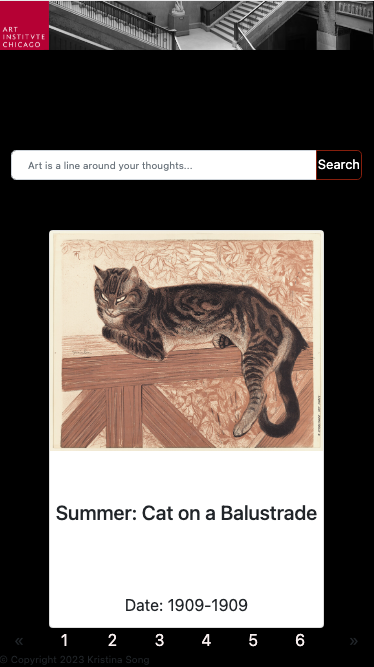 ART
INSTITVTE
CHICAGO
Art is a line around your thoughts...
Search
Summer: Cat on a Balustrade
Date: 1909-1909
« 1 2 3 4 5 6 »
© Copyright 2023 Kristina Song